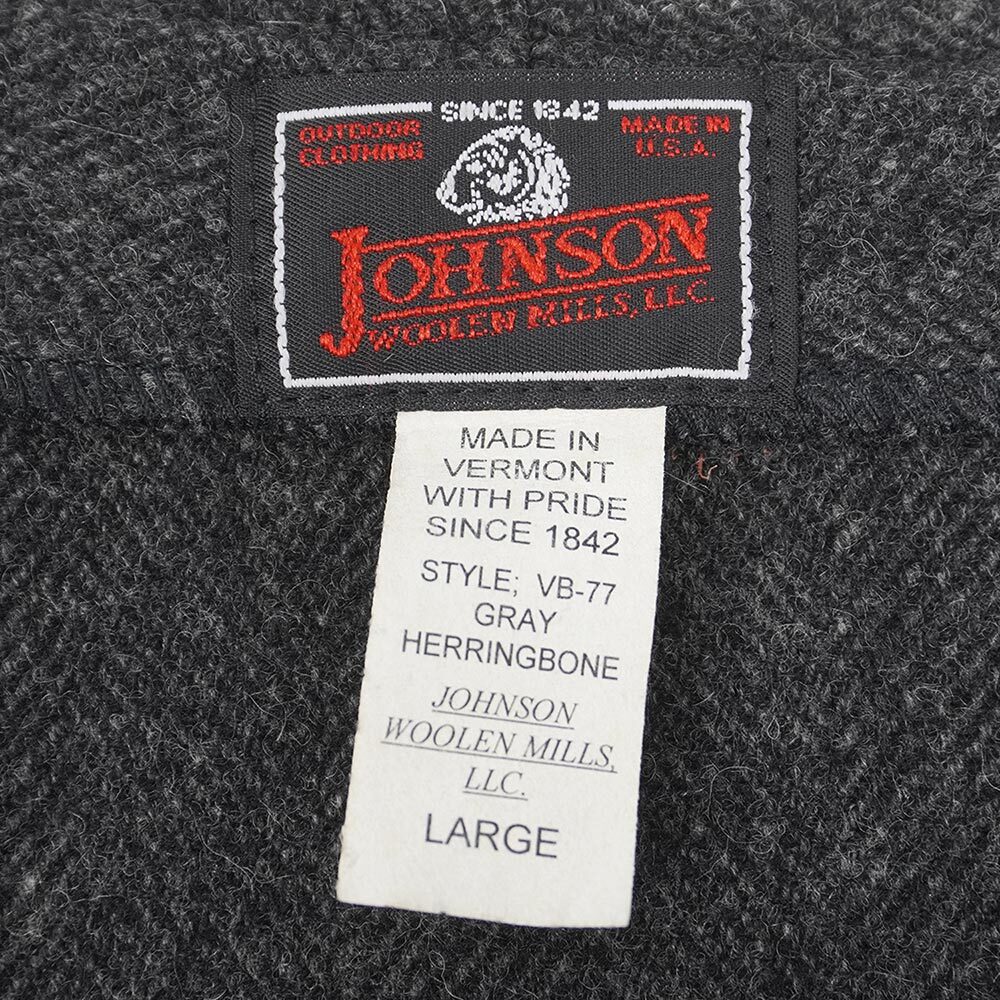 SINCE 1842
OUTDOOR
CLOTHING
MADE IN
U.S.A.
JOHNSON
WOOLEN MILLS, LLC.
MADE IN
VERMONT
WITH PRIDE
SINCE 1842
STYLE; VB-77
GRAY
HERRINGBONE
JOHNSON
WOOLEN MILLS,
LLC.
LARGE